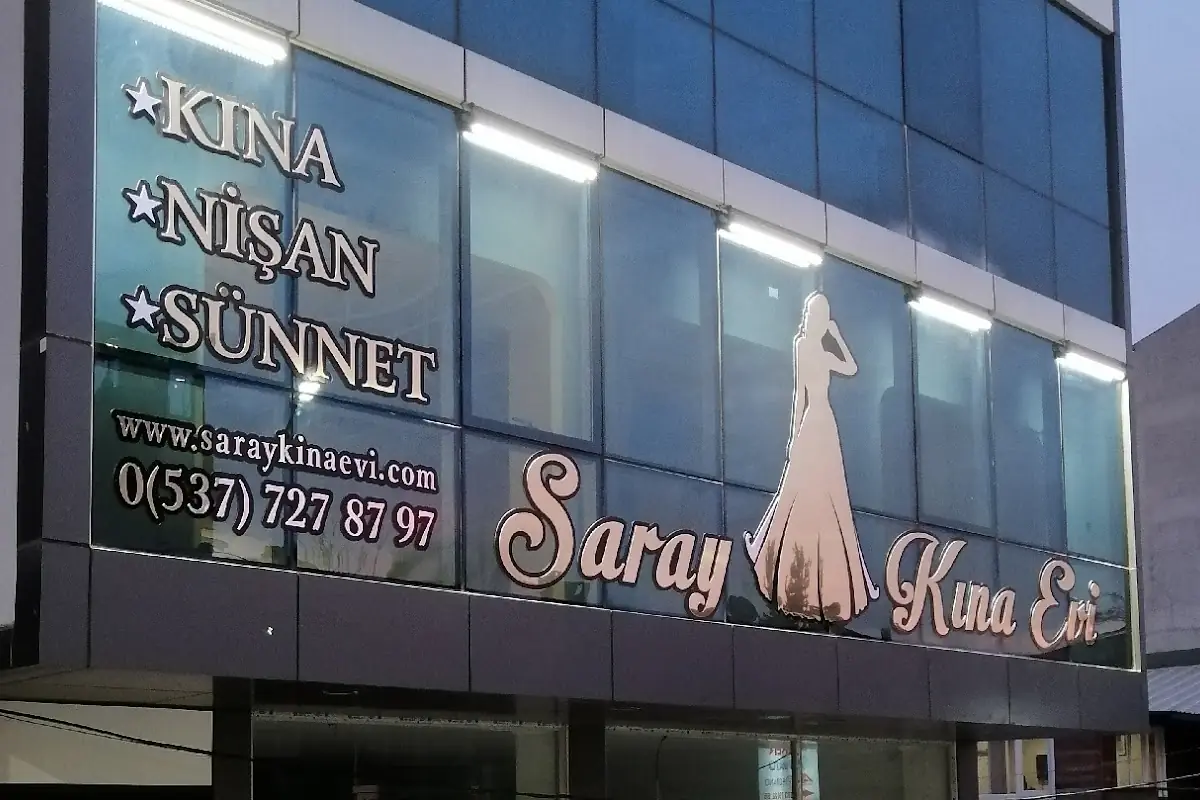 KINA
NİŞAN
SÜNNET
www.saraykinaevi.com
0(537) 727 87 97
Saray Kına Evi